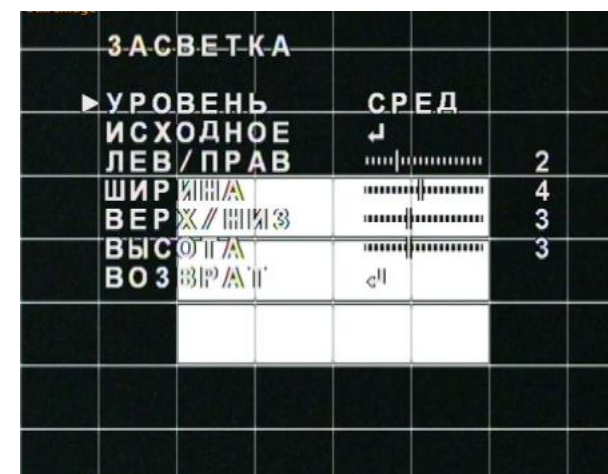 ЗАСВЕТКА
►УРОВЕНЬ СРЕД
ИСХОДНОЕ ↵
ЛЕВ/ПРАВ 2
ШИРИНА 4
ВЕРХ/НИЗ 3
ВЫСОТА 3
ВОЗВРАТ ↵